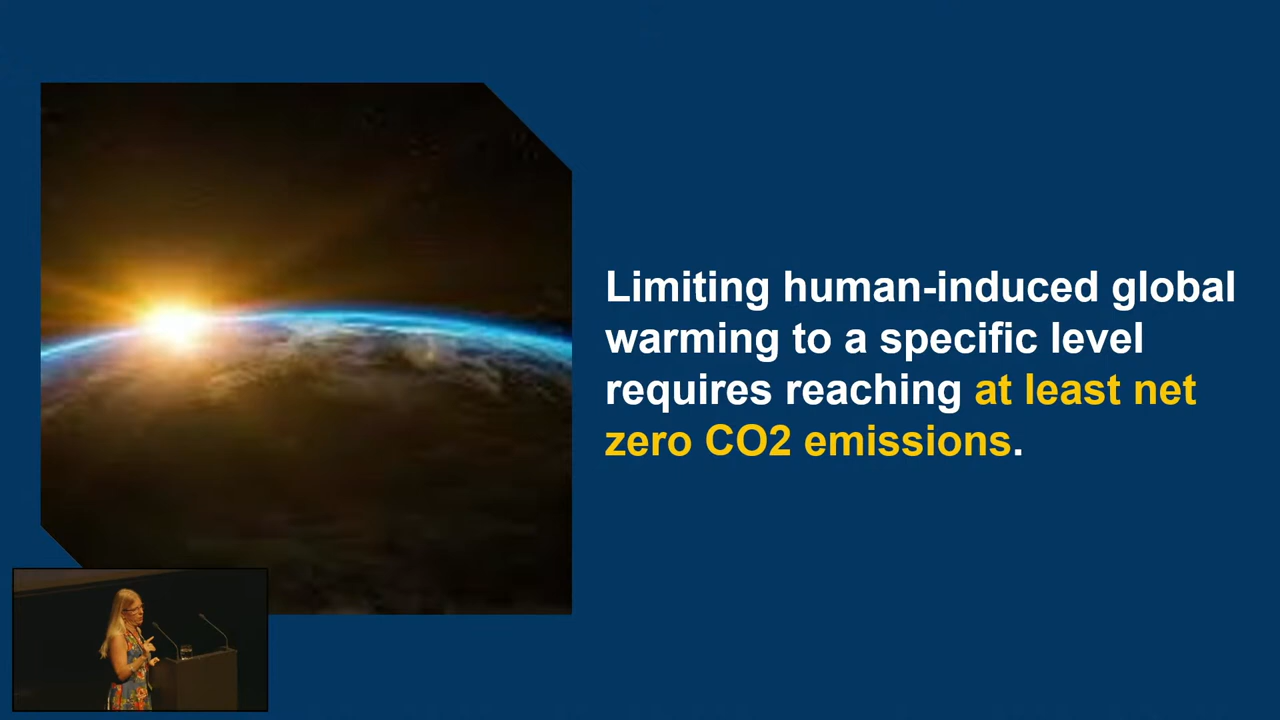 Limiting human-induced global
warming to a specific level
requires reaching at least net
zero CO2 emissions.